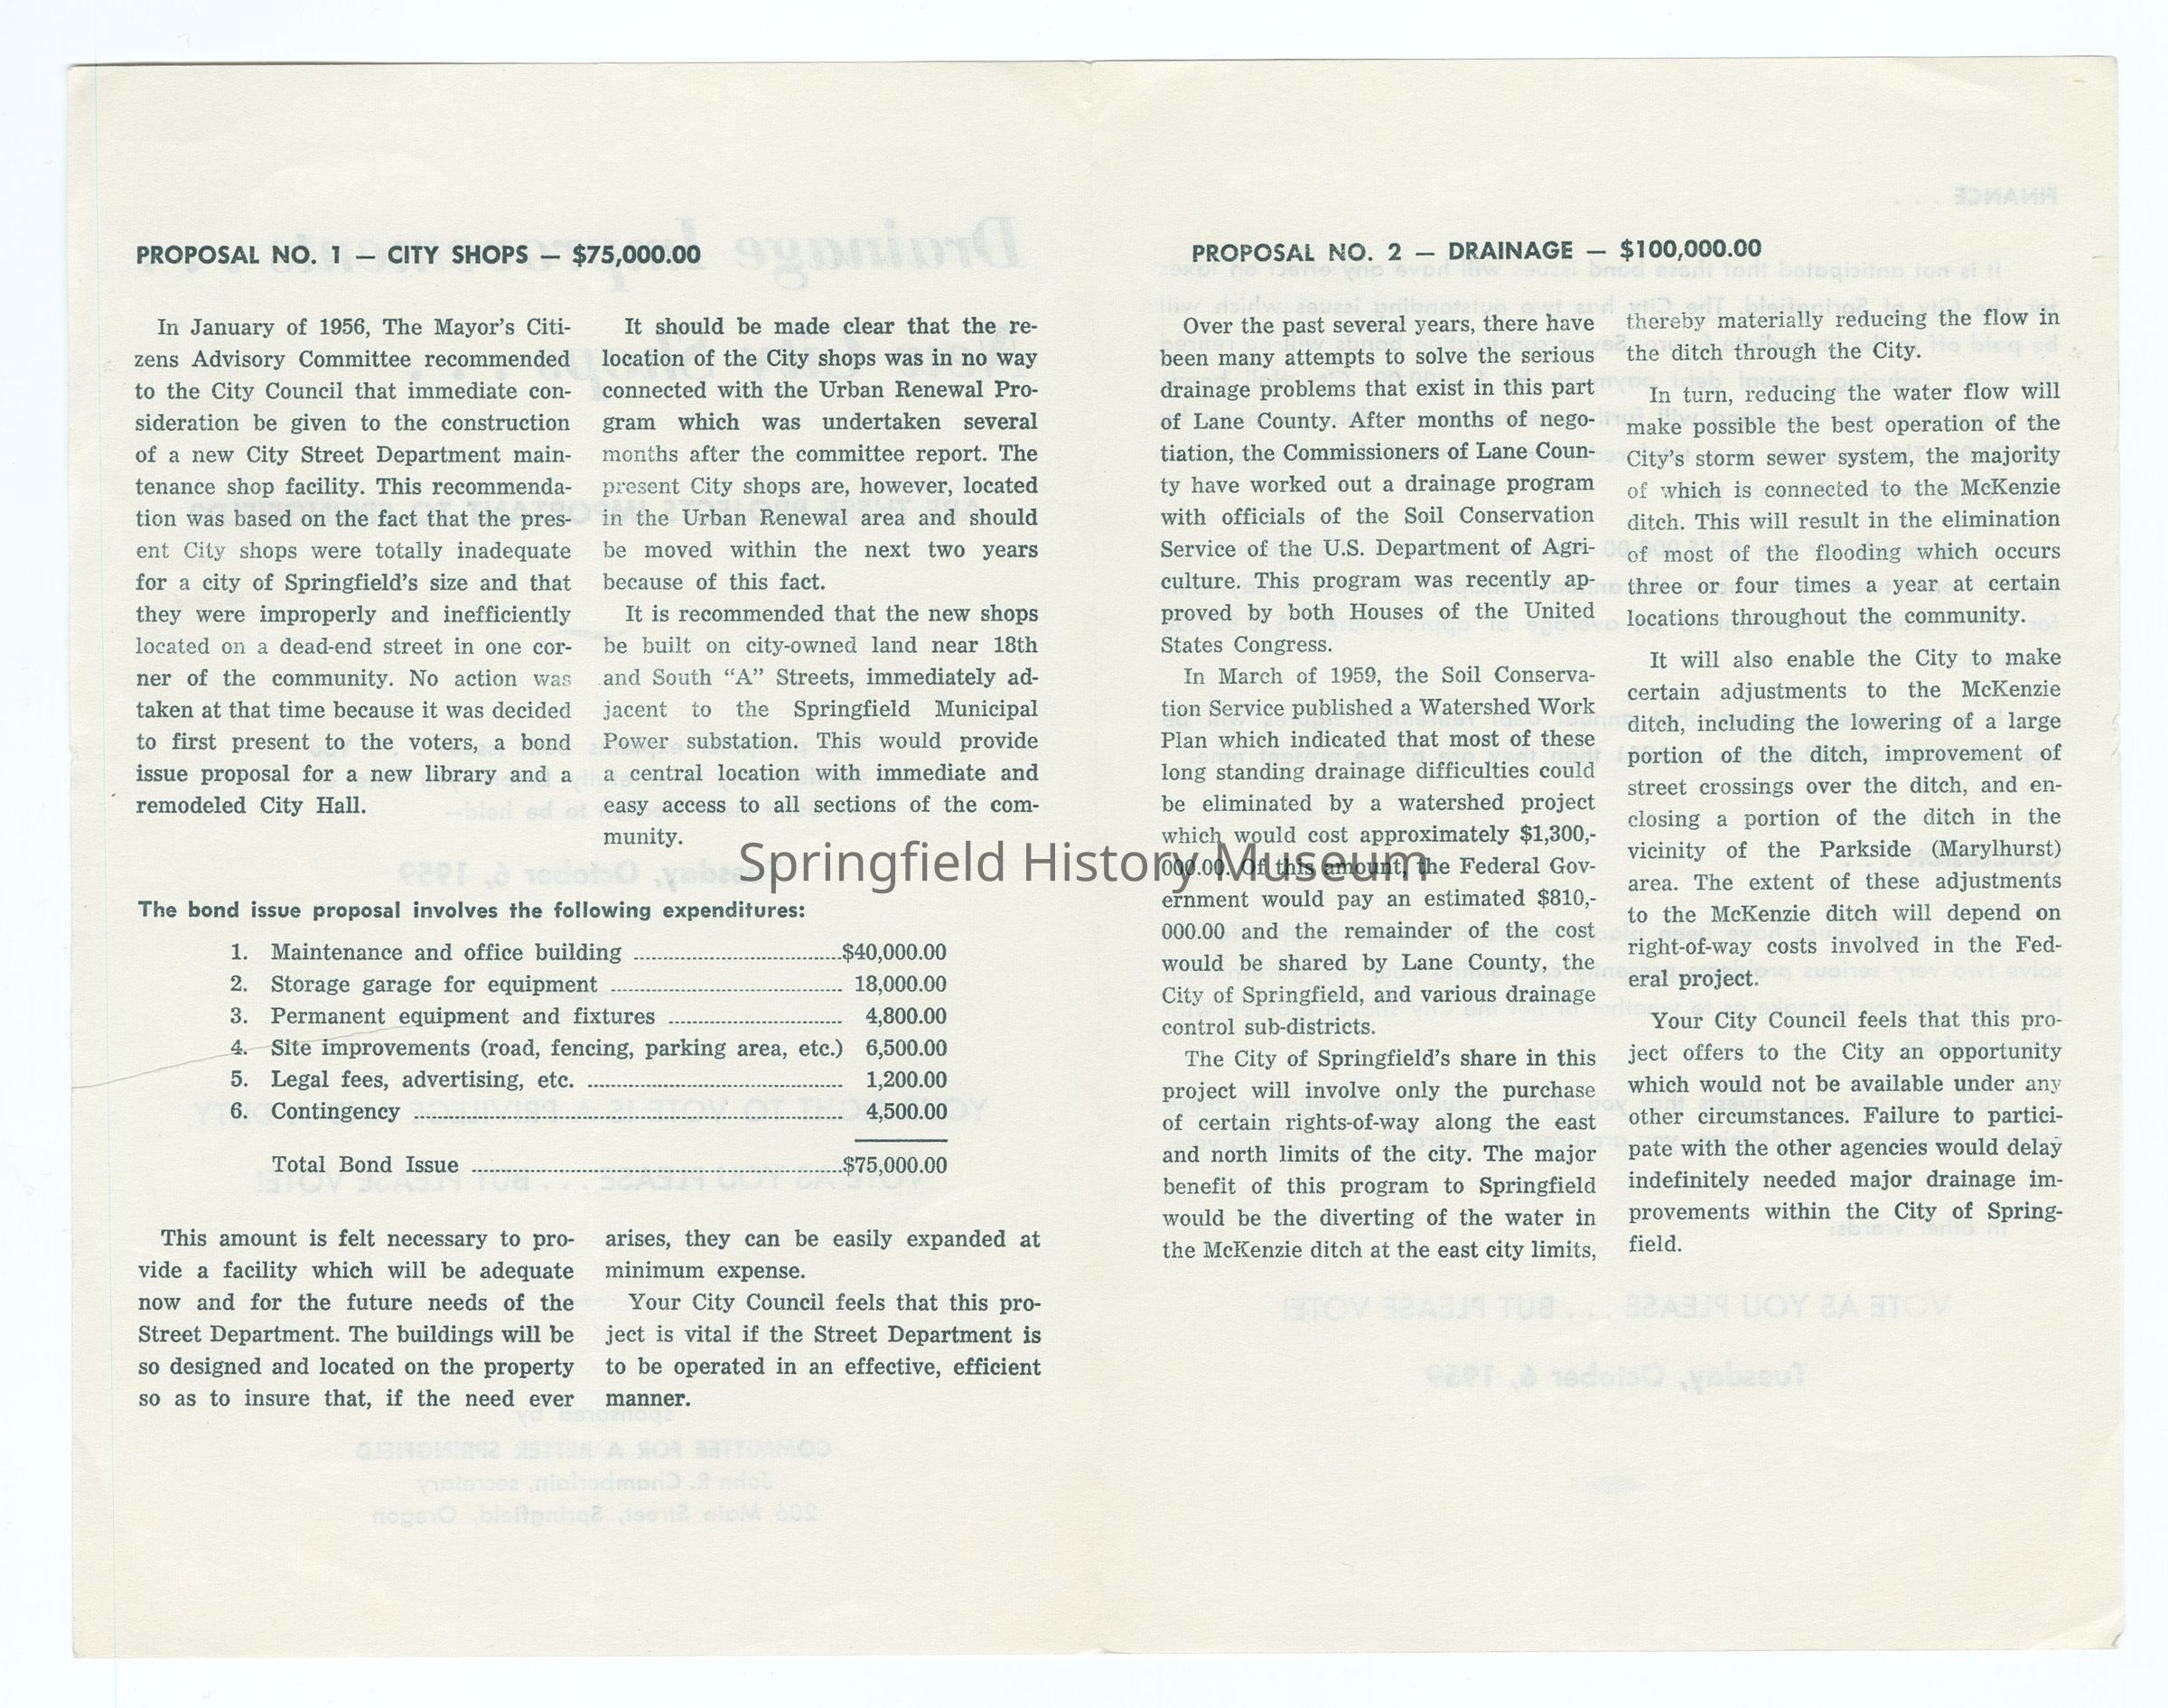 PROPOSAL NO. 1 — CITY SHOPS — $75,000.00
In January of 1956, The Mayor's Citi-
zens Advisory Committee recommended
to the City Council that immediate con-
sideration be given to the construction
of a new City Street Department main-
tenance shop facility. This recommenda-
tion was based on the fact that the pres-
ent City shops were totally inadequate
for a city of Springfield's size and that
they were improperly and inefficiently
located on a dead-end street in one cor-
ner of the community. No action was
taken at that time because it was decided
to first present to the voters, a bond
issue proposal for a new library and a
remodeled City Hall.
It should be made clear that the re-
location of the City shops was in no way
connected with the Urban Renewal Pro-
gram which was undertaken several
months after the committee report. The
present City shops are, however, located
in the Urban Renewal area and should
be moved within the next two years
because of this fact.
It is recommended that the new shops
be built on city-owned land near 18th
and South “A” Streets, immediately ad-
jacent to the Springfield Municipal
Power substation. This would provide
a central location with immediate and
easy access to all sections of the com-
munity.
The bond issue proposal involves the following expenditures:
1. Maintenance and office building ........ $40,000.00
2. Storage garage for equipment ........ 18,000.00
3. Permanent equipment and fixtures ........ 4,800.00
4. Site improvements (road, fencing, parking area, etc.) 6,500.00
5. Legal fees, advertising, etc. ........ 1,200.00
6. Contingency ........ 4,500.00
Total Bond Issue ........ $75,000.00
This amount is felt necessary to pro-
vide a facility which will be adequate
now and for the future needs of the
Street Department. The buildings will be
so designed and located on the property
so as to insure that, if the need ever
arises, they can be easily expanded at
minimum expense.
Your City Council feels that this pro-
ject is vital if the Street Department is
to be operated in an effective, efficient
manner.
PROPOSAL NO. 2 — DRAINAGE — $100,000.00
Over the past several years, there have
been many attempts to solve the serious
drainage problems that exist in this part
of Lane County. After months of nego-
tiation, the Commissioners of Lane Coun-
ty have worked out a drainage program
with officials of the Soil Conservation
Service of the U.S. Department of Agri-
culture. This program was recently ap-
proved by both Houses of the United
States Congress.
In March of 1959, the Soil Conserva-
tion Service published a Watershed Work
Plan which indicated that most of these
long standing drainage difficulties could
be eliminated by a watershed project
which would cost approximately $1,300,-
000.00. Of this amount, the Federal Gov-
ernment would pay an estimated $810,-
000.00 and the remainder of the cost
would be shared by Lane County, the
City of Springfield, and various drainage
control sub-districts.
The City of Springfield's share in this
project will involve only the purchase
of certain rights-of-way along the east
and north limits of the city. The major
benefit of this program to Springfield
would be the diverting of the water in
the McKenzie ditch at the east city limits,
thereby materially reducing the flow in
the ditch through the City.
In turn, reducing the water flow will
make possible the best operation of the
City's storm sewer system, the majority
of which is connected to the McKenzie
ditch. This will result in the elimination
of most of the flooding which occurs
three or four times a year at certain
locations throughout the community.
It will also enable the City to make
certain adjustments to the McKenzie
ditch, including the lowering of a large
portion of the ditch, improvement of
street crossings over the ditch, and en-
closing a portion of the ditch in the
vicinity of the Parkside (Marylhurst)
area. The extent of these adjustments
to the McKenzie ditch will depend on
right-of-way costs involved in the Fed-
eral project.
Your City Council feels that this pro-
ject offers to the City an opportunity
which would not be available under any
other circumstances. Failure to partici-
pate with the other agencies would delay
indefinitely needed major drainage im-
provements within the City of Spring-
field.
Springfield History Museum